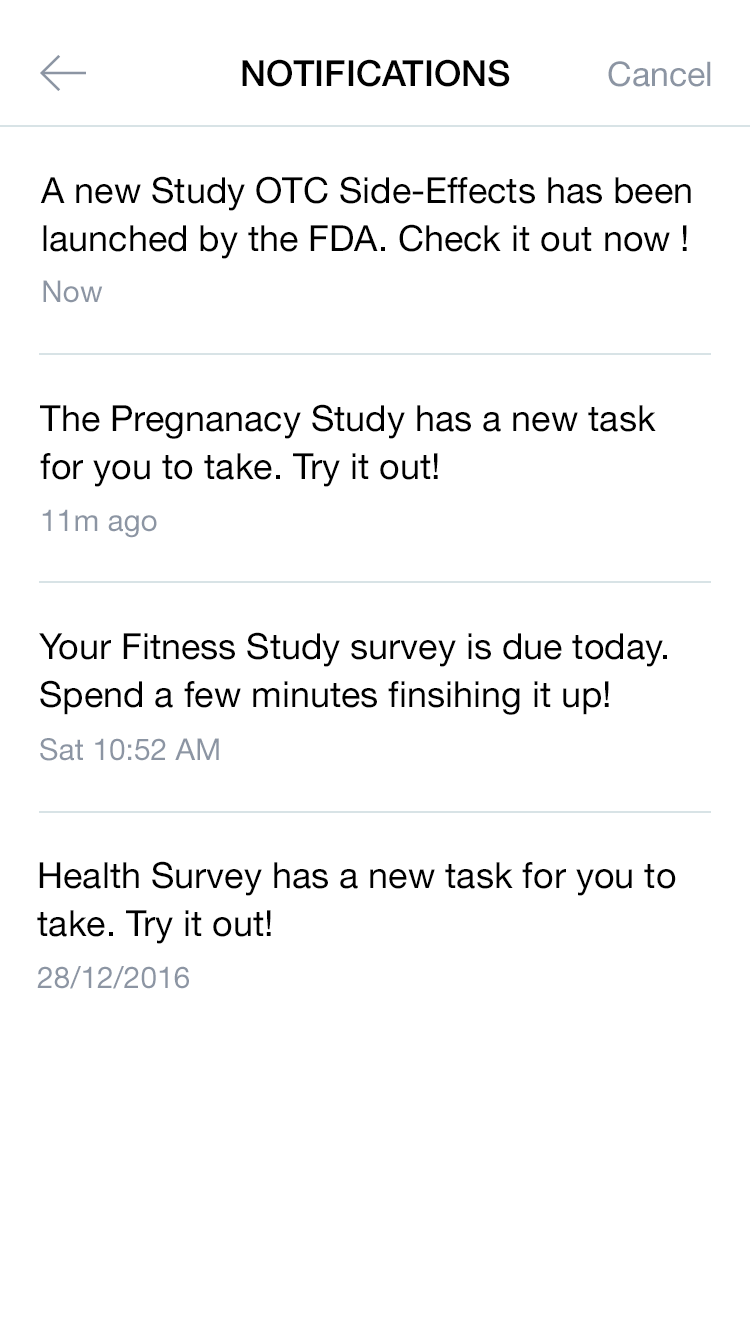 NOTIFICATIONS Cancel
A new Study OTC Side-Effects has been
launched by the FDA. Check it out now !
Now
The Pregnanacy Study has a new task
for you to take. Try it out!
11m ago
Your Fitness Study survey is due today.
Spend a few minutes finsihing it up!
Sat 10:52 AM
Health Survey has a new task for you to
take. Try it out!
28/12/2016